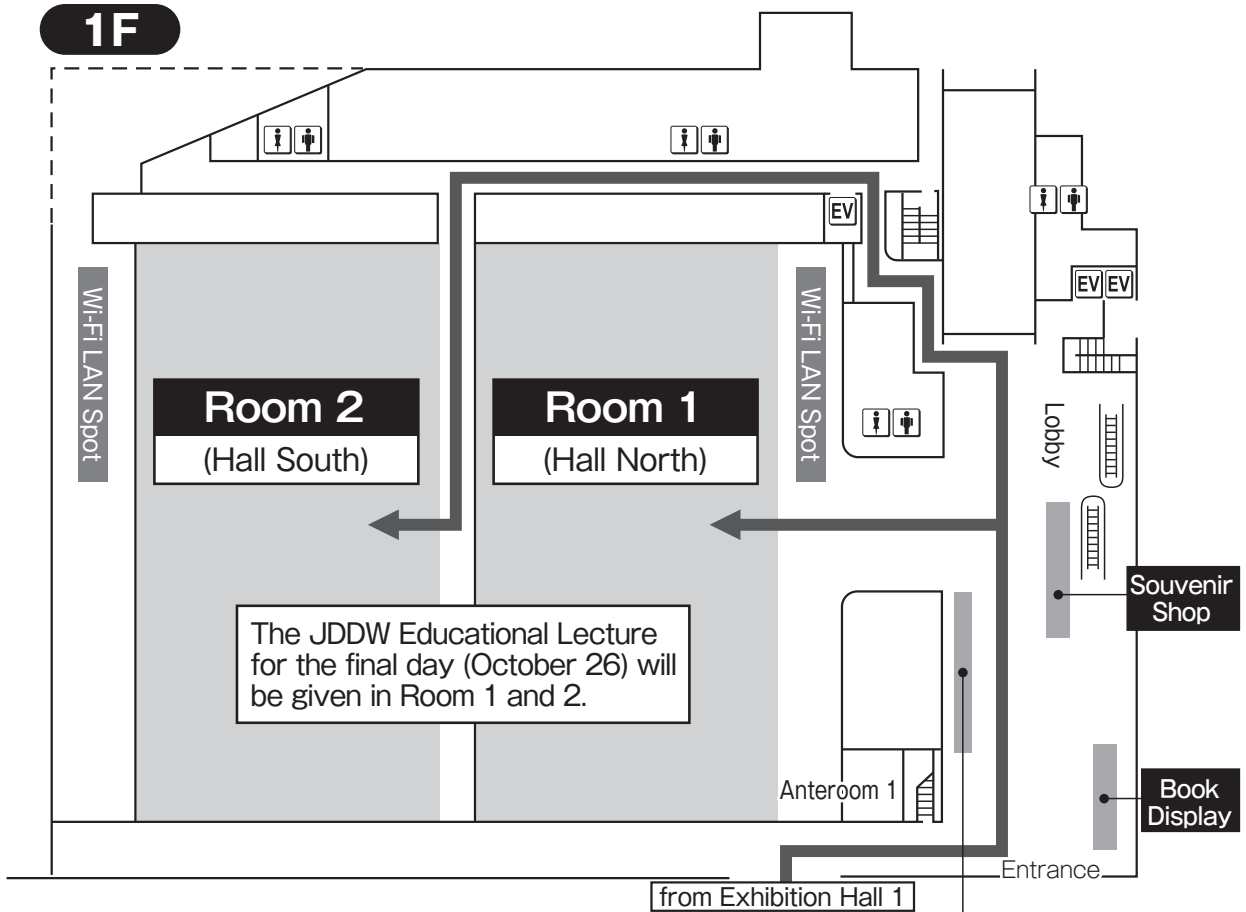 1F
EV
EV EV
Wi-Fi LAN Spot
Room 2
(Hall South)
Room 1
(Hall North)
Wi-Fi LAN Spot
Lobby
Souvenir
Shop
The JDDW Educational Lecture
for the final day (October 26) will
be given in Room 1 and 2.
Anteroom 1
Book
Display
Entrance
from Exhibition Hall 1